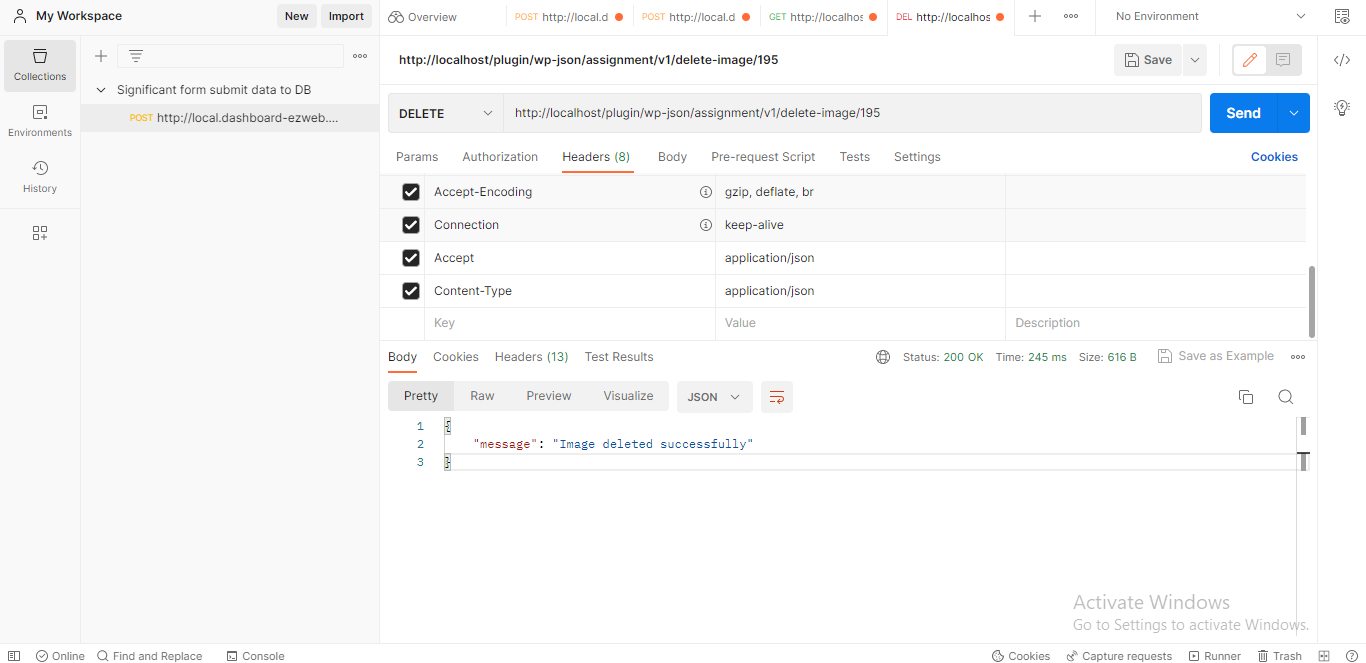 My Workspace
New
Import
Overview
POST http://local.d
POST http://local.d
GET http://localhos
DEL http://localhos
No Environment
Collections
Environments
History
Significant form submit data to DB
POST http://local.dashboard-ezweb....
http://localhost/plugin/wp-json/assignment/v1/delete-image/195
Save
DELETE
http://localhost/plugin/wp-json/assignment/v1/delete-image/195
Send
Params
Authorization
Headers (8)
Body
Pre-request Script
Tests
Settings
Cookies
Accept-Encoding
gzip, deflate, br
Connection
keep-alive
Accept
application/json
Content-Type
application/json
Key
Value
Description
Body
Cookies
Headers (13)
Test Results
Status: 200 OK
Time: 245 ms
Size: 616 B
Save as Example
Pretty
Raw
Preview
Visualize
JSON
1 {
2 "message": "Image deleted successfully"
3 }
Activate Windows
Go to Settings to activate Windows.
Online
Find and Replace
Console
Cookies
Capture requests
Runner
Trash